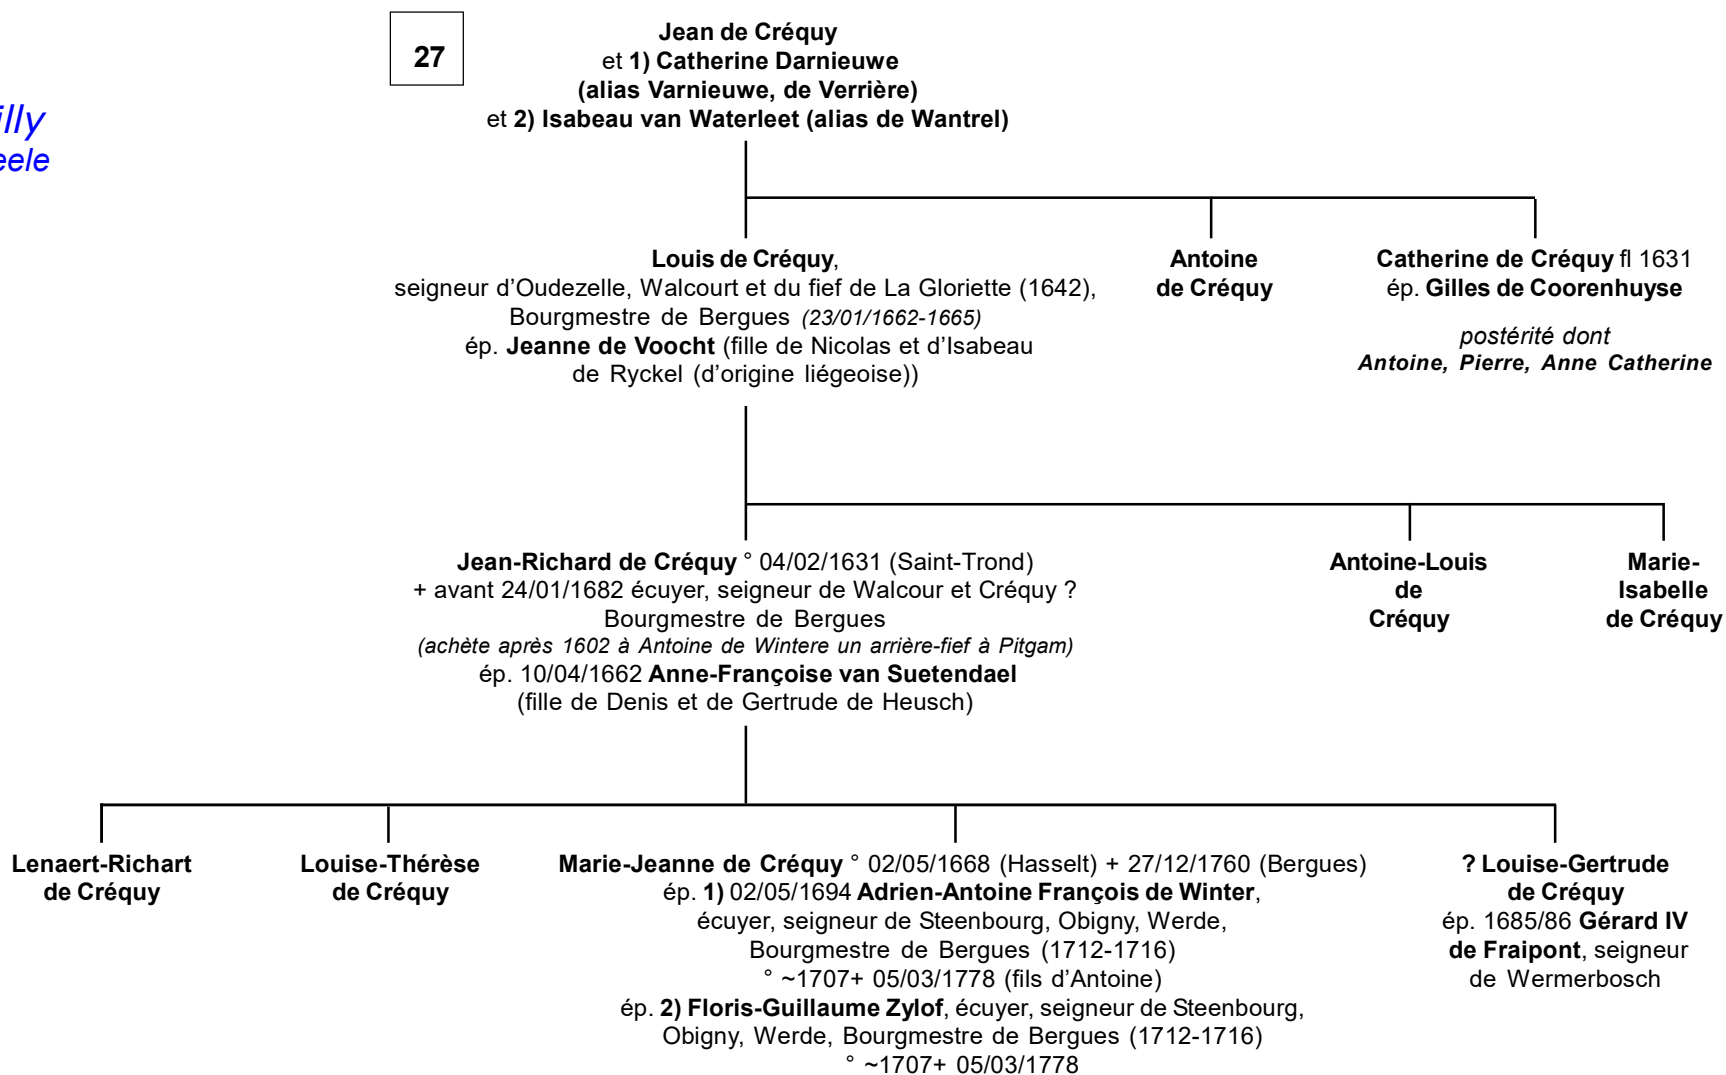 27
illy
eele
Jean de Créquy
et 1) Catherine Darnieuwe
(alias Varnieuwe, de Verrière)
et 2) Isabeau van Waterleet (alias de Wantrel)
Louis de Créquy,
seigneur d'Oudezelle, Walcourt et du fief de La Gloriette (1642),
Bourgmestre de Bergues (23/01/1662-1665)
ép. Jeanne de Voocht (fille de Nicolas et d'Isabeau
de Ryckel (d'origine liégeoise))
Antoine
de Créquy
Catherine de Créquy fl 1631
ép. Gilles de Coorenhuyse
postérité dont
Antoine, Pierre, Anne Catherine
Jean-Richard de Créquy ° 04/02/1631 (Saint-Trond)
+ avant 24/01/1682 écuyer, seigneur de Walcour et Créquy ?
Bourgmestre de Bergues
(achète après 1602 à Antoine de Wintere un arrière-fief à Pitgam)
ép. 10/04/1662 Anne-Françoise van Suetendael
(fille de Denis et de Gertrude de Heusch)
Antoine-Louis
de
Créquy
Marie-
Isabelle
de Créquy
Lenaert-Richart
de Créquy
Louise-Thérèse
de Créquy
Marie-Jeanne de Créquy ° 02/05/1668 (Hasselt) + 27/12/1760 (Bergues)
ép. 1) 02/05/1694 Adrien-Antoine François de Winter,
écuyer, seigneur de Steenbourg, Obigny, Werde,
Bourgmestre de Bergues (1712-1716)
° ~1707+ 05/03/1778 (fils d'Antoine)
ép. 2) Floris-Guillaume Zylof, écuyer, seigneur de Steenbourg,
Obigny, Werde, Bourgmestre de Bergues (1712-1716)
° ~1707+ 05/03/1778
? Louise-Gertrude
de Créquy
ép. 1685/86 Gérard IV
de Fraipont, seigneur
de Wermerbosch